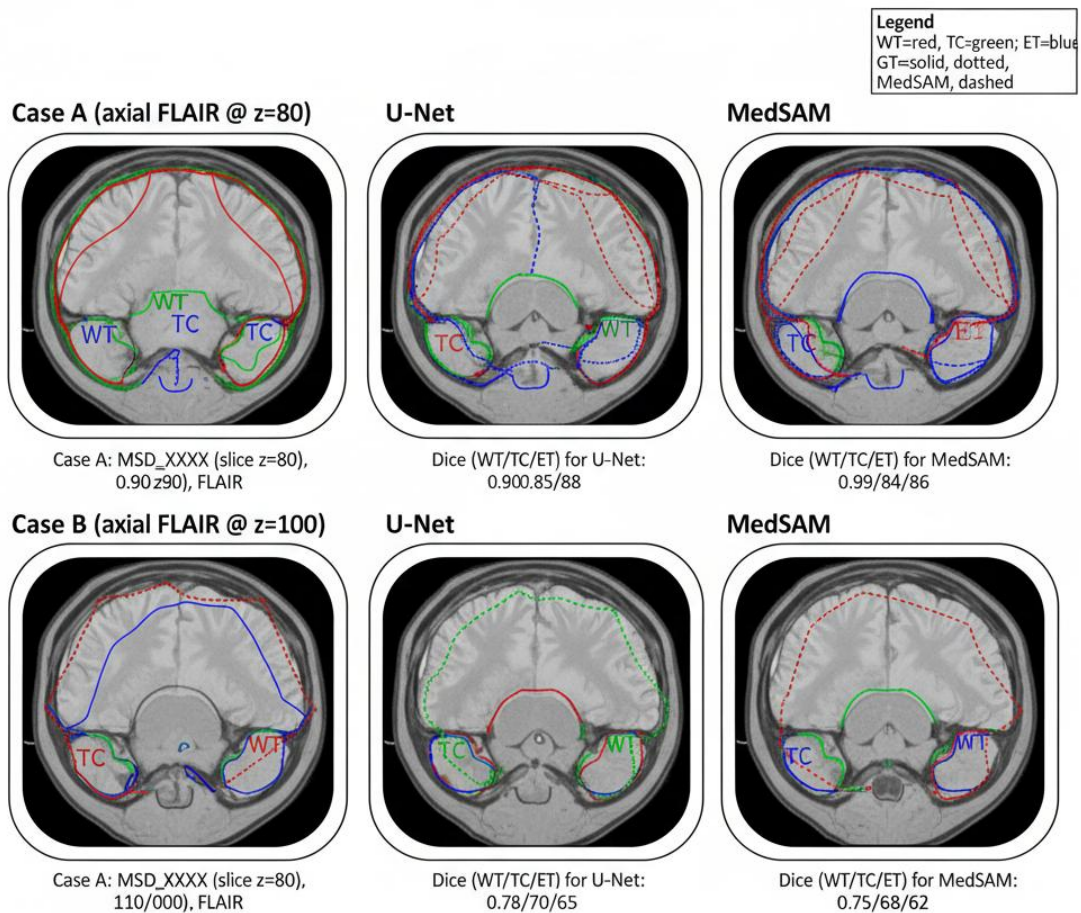 Legend
WT=red, TC=green; ET=blue
GT=solid, dotted,
MedSAM, dashed
Case A (axial FLAIR @ z=80)
U-Net
MedSAM
WT
WT
TC
TC
TC
WT
TC
ET
Case A: MSD_XXXX (slice z=80),
0.90 z90), FLAIR
Dice (WT/TC/ET) for U-Net:
0.900.85/88
Dice (WT/TC/ET) for MedSAM:
0.99/84/86
Case B (axial FLAIR @ z=100)
U-Net
MedSAM
TC
WT
TC
WT
TC
WT
Case A: MSD_XXXX (slice z=80),
110/000), FLAIR
Dice (WT/TC/ET) for U-Net:
0.78/70/65
Dice (WT/TC/ET) for MedSAM:
0.75/68/62